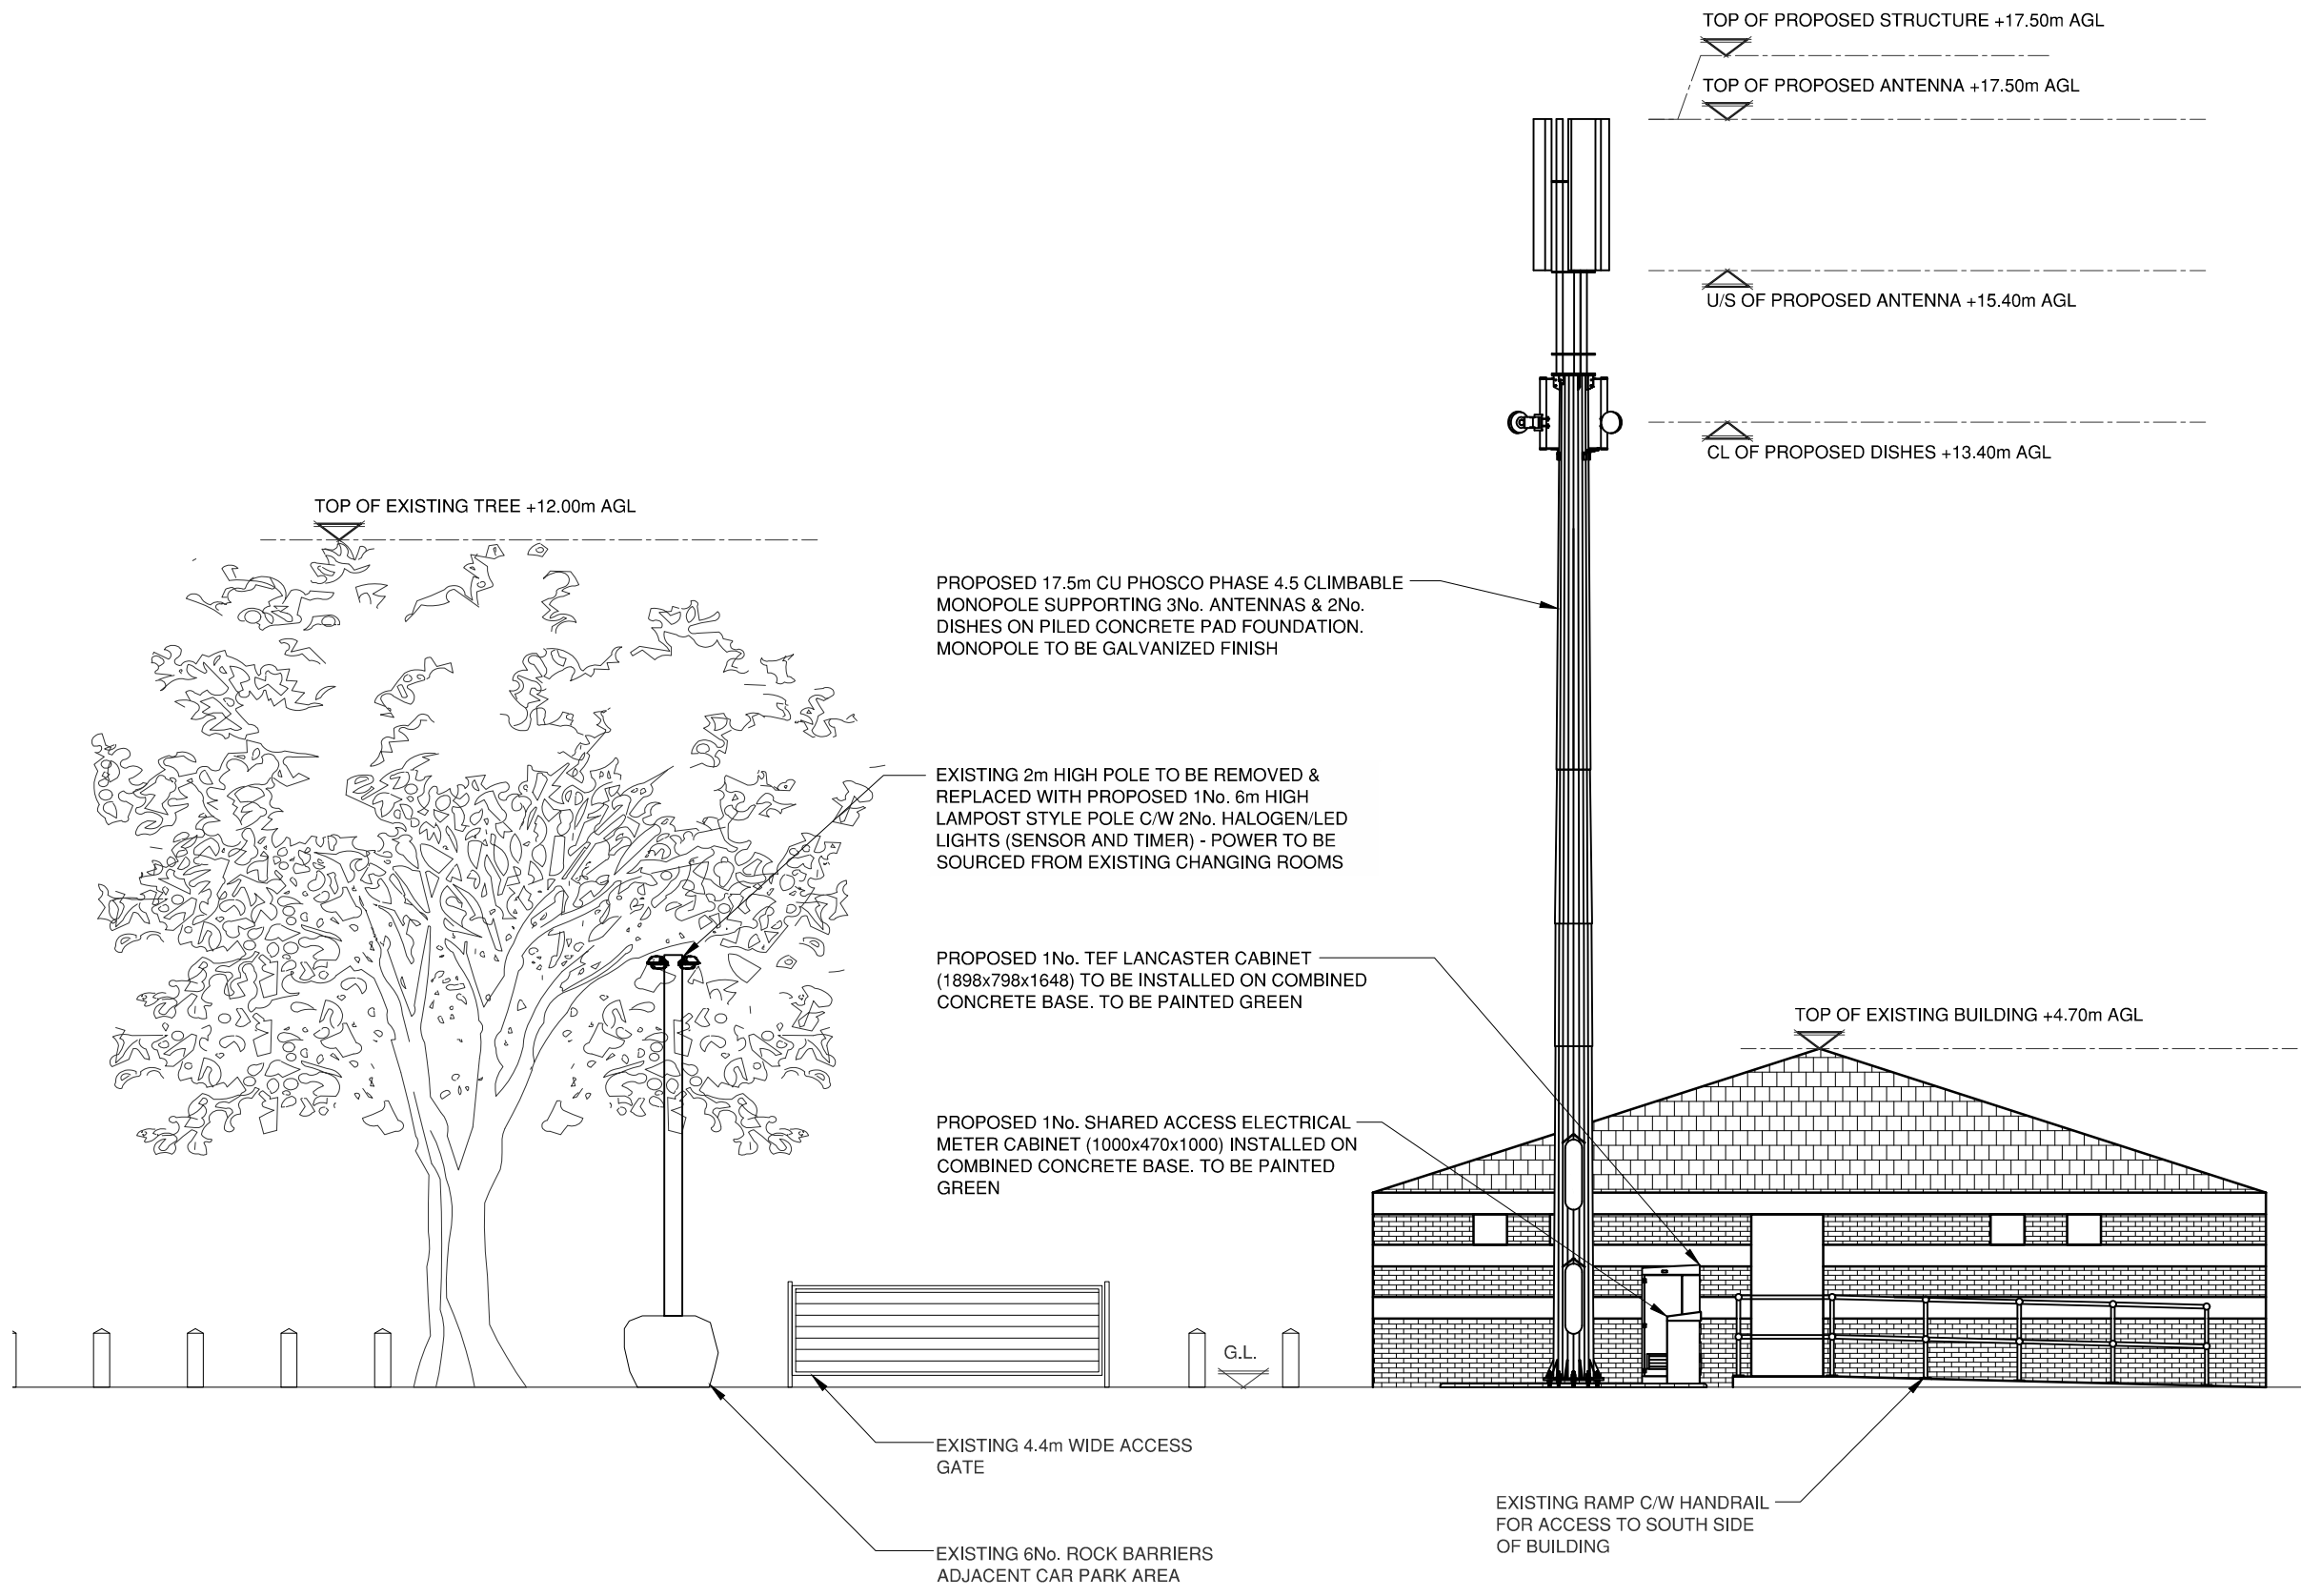 TOP OF PROPOSED STRUCTURE +17.50m AGL
TOP OF PROPOSED ANTENNA +17.50m AGL
U/S OF PROPOSED ANTENNA +15.40m AGL
CL OF PROPOSED DISHES +13.40m AGL
TOP OF EXISTING TREE +12.00m AGL
PROPOSED 17.5m CU PHOSCO PHASE 4.5 CLIMBABLE
MONOPOLE SUPPORTING 3No. ANTENNAS & 2No.
DISHES ON PILED CONCRETE PAD FOUNDATION.
MONOPOLE TO BE GALVANIZED FINISH
EXISTING 2m HIGH POLE TO BE REMOVED &
REPLACED WITH PROPOSED 1No. 6m HIGH
LAMPOST STYLE POLE C/W 2No. HALOGEN/LED
LIGHTS (SENSOR AND TIMER) - POWER TO BE
SOURCED FROM EXISTING CHANGING ROOMS
PROPOSED 1No. TEF LANCASTER CABINET
(1898x798x1648) TO BE INSTALLED ON COMBINED
CONCRETE BASE. TO BE PAINTED GREEN
TOP OF EXISTING BUILDING +4.70m AGL
PROPOSED 1No. SHARED ACCESS ELECTRICAL
METER CABINET (1000x470x1000) INSTALLED ON
COMBINED CONCRETE BASE. TO BE PAINTED
GREEN
G.L.
EXISTING 4.4m WIDE ACCESS
GATE
EXISTING RAMP C/W HANDRAIL
FOR ACCESS TO SOUTH SIDE
OF BUILDING
EXISTING 6No. ROCK BARRIERS
ADJACENT CAR PARK AREA